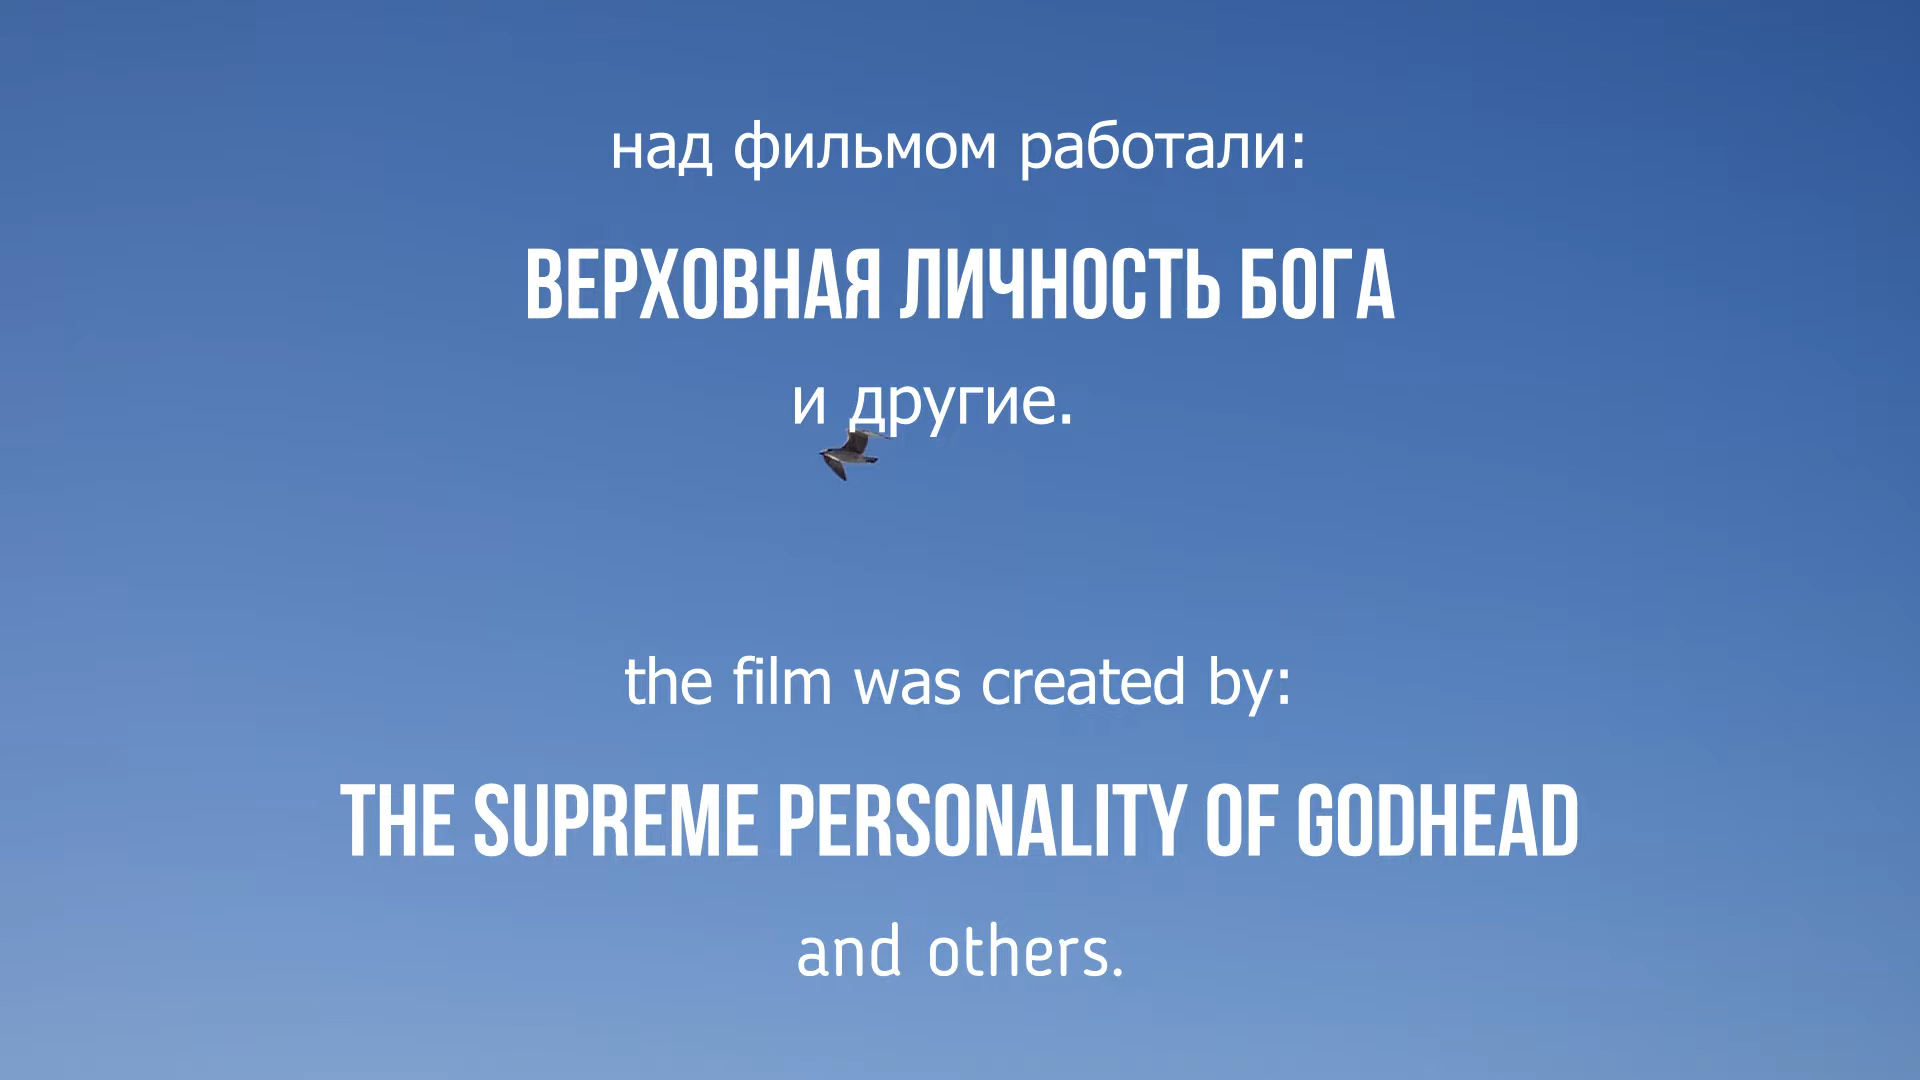 над фильмом работали:
ВЕРХОВНАЯ ЛИЧНОСТЬ БОГА
и другие.
the film was created by:
THE SUPREME PERSONALITY OF GODHEAD
and others.